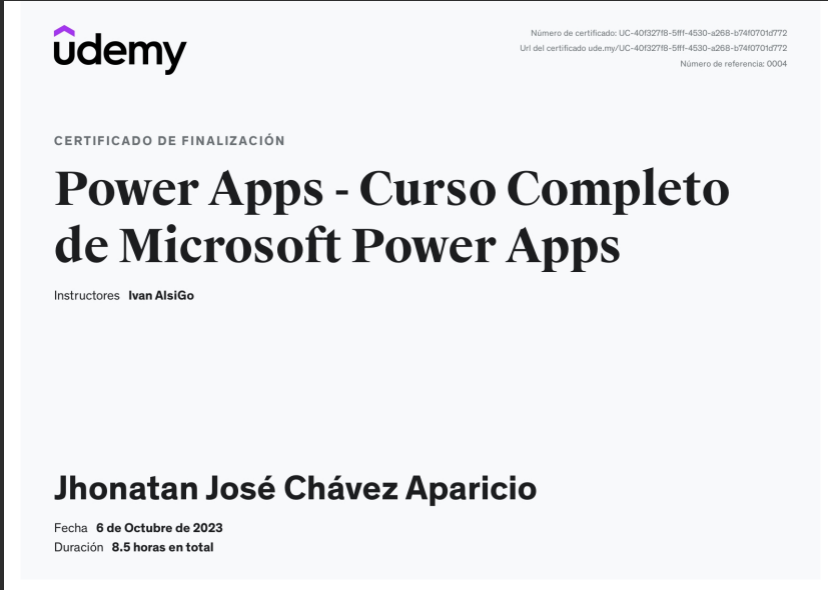 udemy
Número de certificado: UC-40f327f8-5fff-4530-a268-b74f0701d772
Url del certificado ude.my/UC-40f327f8-5fff-4530-a268-b74f0701d772
Número de referencia: 0004
CERTIFICADO DE FINALIZACIÓN
Power Apps - Curso Completo
de Microsoft Power Apps
Instructores Ivan AlsiGo
Jhonatan José Chávez Aparicio
Fecha 6 de Octubre de 2023
Duración 8.5 horas en total